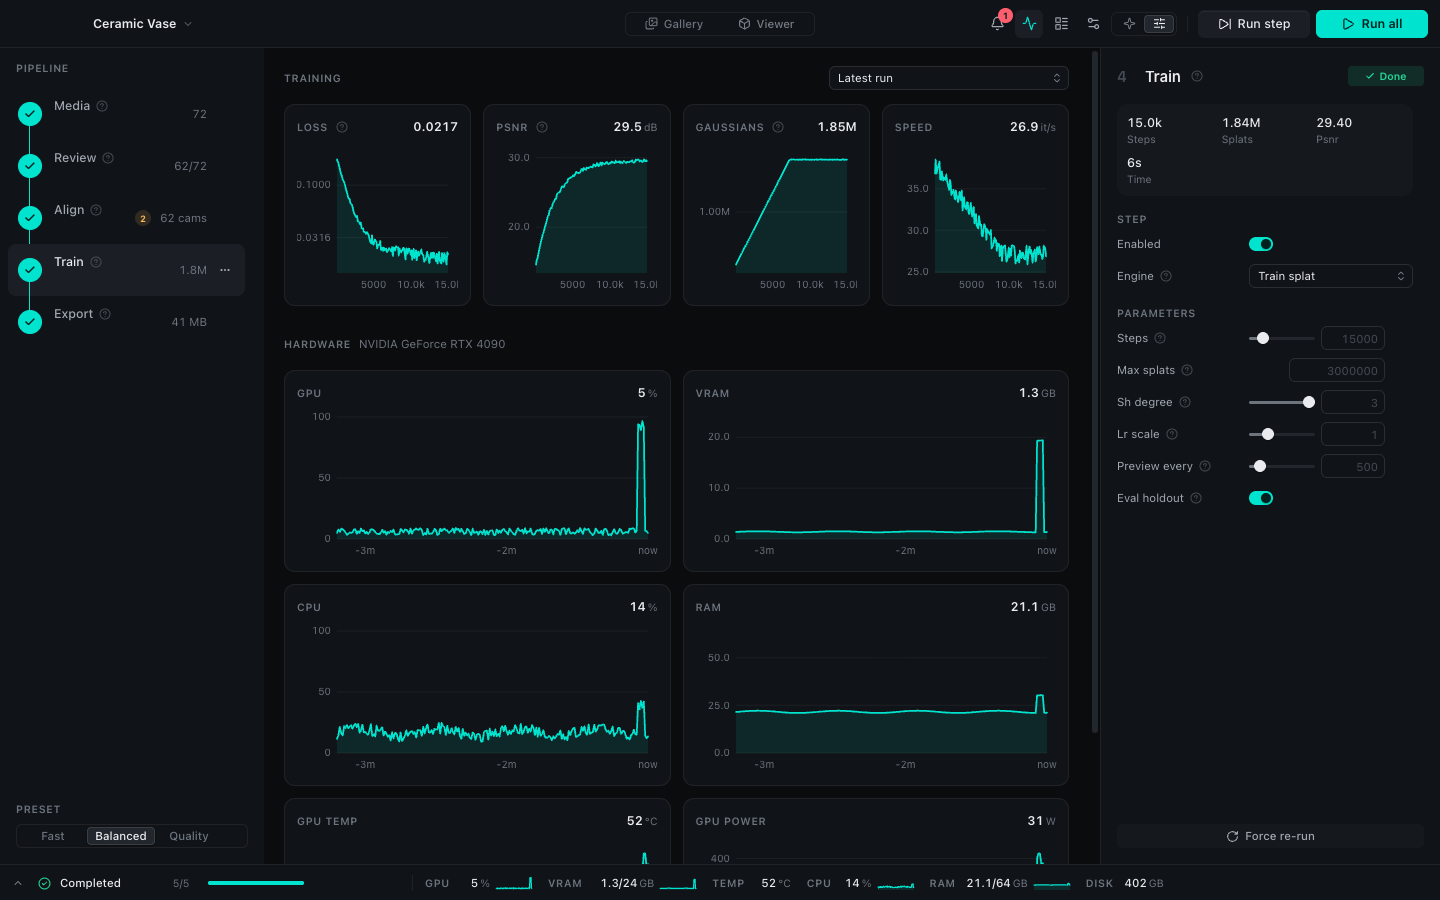 Ceramic Vase
Gallery
Viewer
1
Run step
Run all
PIPELINE
Media
72
Review
62/72
Align
2
62 cams
Train
1.8M
Export
41 MB
PRESET
Fast
Balanced
Quality
TRAINING
Latest run
LOSS
0.0217
0.1000
0.0316
5000 10.0k 15.0
PSNR
29.5 dB
30.0
20.0
5000 10.0k 15.0
GAUSSIANS
1.85M
1.00M
5000 10.0k 15.0
SPEED
26.9 it/s
35.0
30.0
25.0
5000 10.0k 15.0
HARDWARE NVIDIA GeForce RTX 4090
GPU
5 %
100
50
0
-3m -2m now
VRAM
1.3 GB
20.0
10.0
0.0
-3m -2m now
CPU
14 %
100
50
0
-3m -2m now
RAM
21.1 GB
50.0
25.0
0.0
-3m -2m now
GPU TEMP
52 °C
GPU POWER
31 W
400
4 Train
Done
15.0k
Steps
1.84M
Splats
29.40
Psnr
6s
Time
STEP
Enabled
Engine
Train splat
PARAMETERS
Steps
15000
Max splats
3000000
Sh degree
3
Lr scale
1
Preview every
500
Eval holdout
Force re-run
Completed
5/5
GPU 5 %
VRAM 1.3/24 GB
TEMP 52 °C
CPU 14 %
RAM 21.1/64 GB
DISK 402 GB